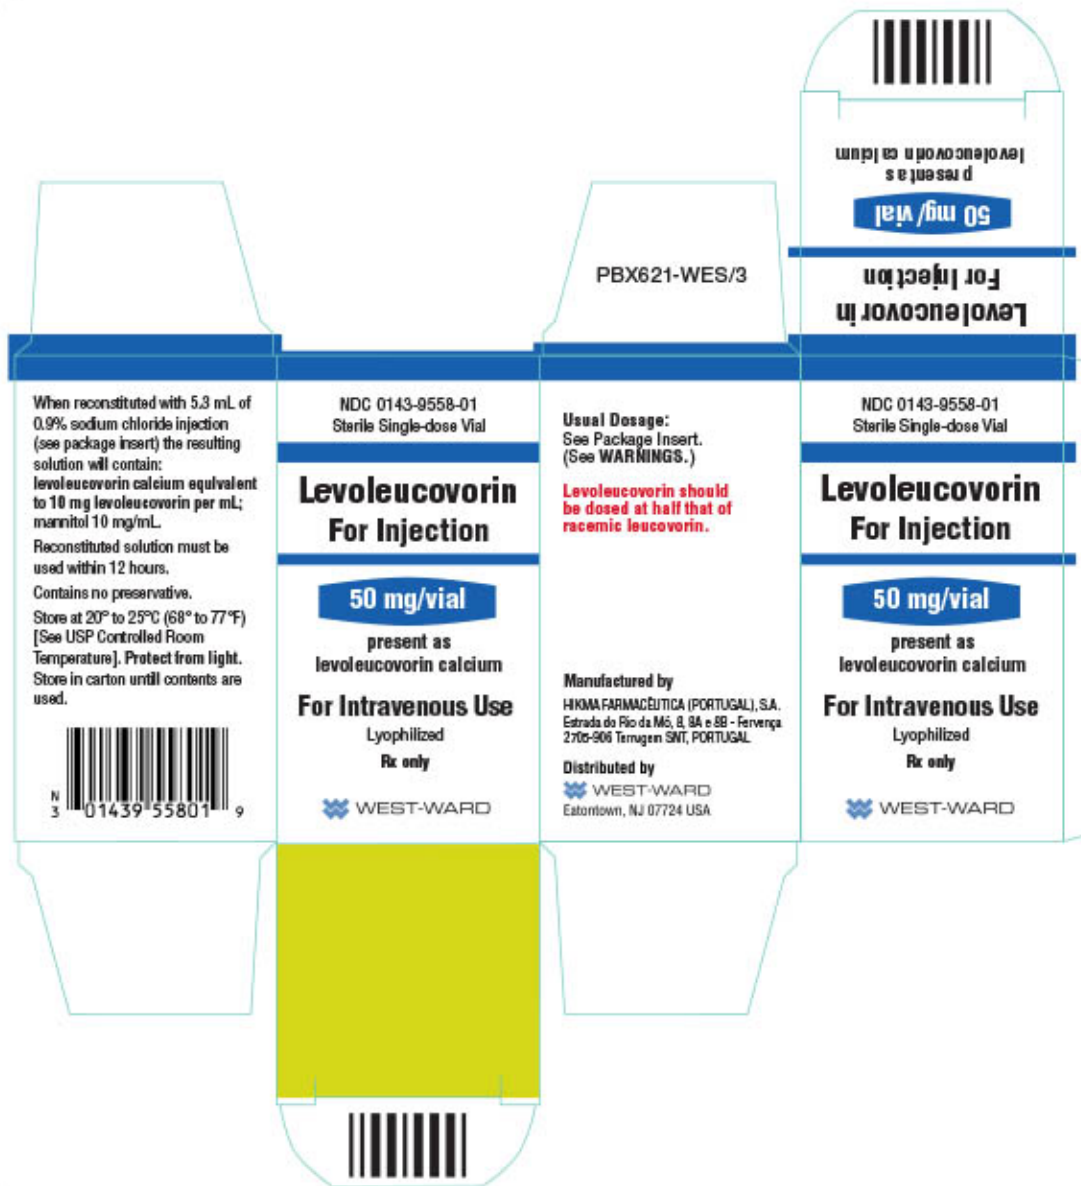 levoleucovorin calcium
present as
50 mg/vial
For Injection
Levoleucovorin
PBX621-WES/3
When reconstituted with 5.3 mL of
0.9% sodium chloride injection
(see package insert) the resulting
solution will contain:
levoleucovorin calcium equivalent
to 10 mg levoleucovorin per mL;
mannitol 10 mg/mL.
Reconstituted solution must be
used within 12 hours.
Contains no preservative.
Store at 20° to 25°C (68° to 77°F)
[See USP Controlled Room
Temperature]. Protect from light.
Store in carton untill contents are
used.
N
3 01439 55801 9
NDC 0143-9558-01
Sterile Single-dose Vial
Levoleucovorin
For Injection
50 mg/vial
present as
levoleucovorin calcium
For Intravenous Use
Lyophilized
Rx only
WEST-WARD
Usual Dosage:
See Package Insert.
(See WARNINGS.)
Levoleucovorin should
be dosed at half that of
racemic leucovorin.
Manufactured by
HIKMA FARMACÊUTICA (PORTUGAL), S.A.
Estrada do Rio da Mó, 8, 8A e 8B - Fervença
2705-906 Terrugem SNT, PORTUGAL
Distributed by
WEST-WARD
Eatontown, NJ 07724 USA
NDC 0143-9558-01
Sterile Single-dose Vial
Levoleucovorin
For Injection
50 mg/vial
present as
levoleucovorin calcium
For Intravenous Use
Lyophilized
Rx only
WEST-WARD